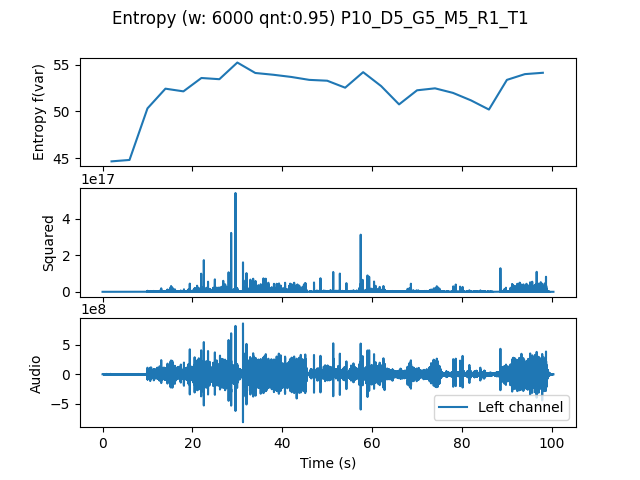 Entropy (w: 6000 qnt:0.95) P10_D5_G5_M5_R1_T1
55
50
45
Entropy f(var)
1e17
4
2
0
Squared
1e8
5
0
−5
Audio
Left channel
0 20 40 60 80 100
Time (s)